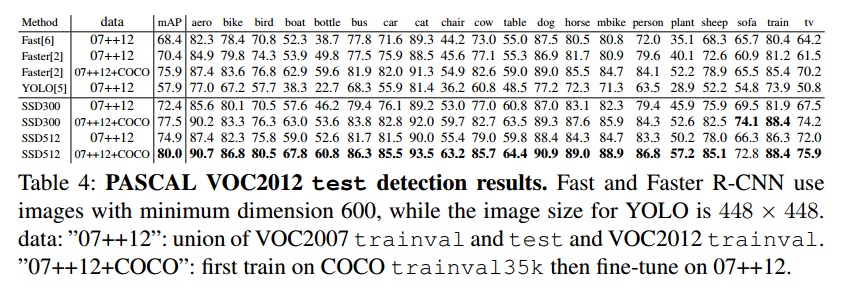 Method data mAP aero bike bird boat bottle bus car cat chair cow table dog horse mbike person plant sheep sofa train tv
Fast[6] 07++12 68.4 82.3 78.4 70.8 52.3 38.7 77.8 71.6 89.3 44.2 73.0 55.0 87.5 80.5 80.8 72.0 35.1 68.3 65.7 80.4 64.2
Faster[2] 07++12 70.4 84.9 79.8 74.3 53.9 49.8 77.5 75.9 88.5 45.6 77.1 55.3 86.9 81.7 80.9 79.6 40.1 72.6 60.9 81.2 61.5
Faster[2] 07++12+COCO 75.9 87.4 83.6 76.8 62.9 59.6 81.9 82.0 91.3 54.9 82.6 59.0 89.0 85.5 84.7 84.1 52.2 78.9 65.5 85.4 70.2
YOLO[5] 07++12 57.9 77.0 67.2 57.7 38.3 22.7 68.3 55.9 81.4 36.2 60.8 48.5 77.2 72.3 71.3 63.5 28.9 52.2 54.8 73.9 50.8
SSD300 07++12 72.4 85.6 80.1 70.5 57.6 46.2 79.4 76.1 89.2 53.0 77.0 60.8 87.0 83.1 82.3 79.4 45.9 75.9 69.5 81.9 67.5
SSD300 07++12+COCO 77.5 90.2 83.3 76.3 63.0 53.6 83.8 82.8 92.0 59.7 82.7 63.5 89.3 87.6 85.9 84.3 52.6 82.5 74.1 88.4 74.2
SSD512 07++12 74.9 87.4 82.3 75.8 59.0 52.6 81.7 81.5 90.0 55.4 79.0 59.8 88.4 84.3 84.7 83.3 50.2 78.0 66.3 86.3 72.0
SSD512 07++12+COCO 80.0 90.7 86.8 80.5 67.8 60.8 86.3 85.5 93.5 63.2 85.7 64.4 90.9 89.0 88.9 86.8 57.2 85.1 72.8 88.4 75.9
Table 4: PASCAL VOC2012 test detection results. Fast and Faster R-CNN use
images with minimum dimension 600, while the image size for YOLO is 448 × 448.
data: ”07++12”: union of VOC2007 trainval and test and VOC2012 trainval.
”07++12+COCO”: first train on COCO trainval35k then fine-tune on 07++12.